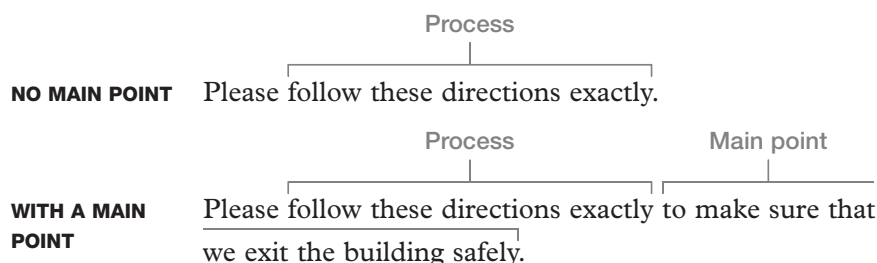 Process
NO MAIN POINT Please follow these directions exactly.
Process Main point
WITH A MAIN POINT Please follow these directions exactly to make sure that
we exit the building safely.